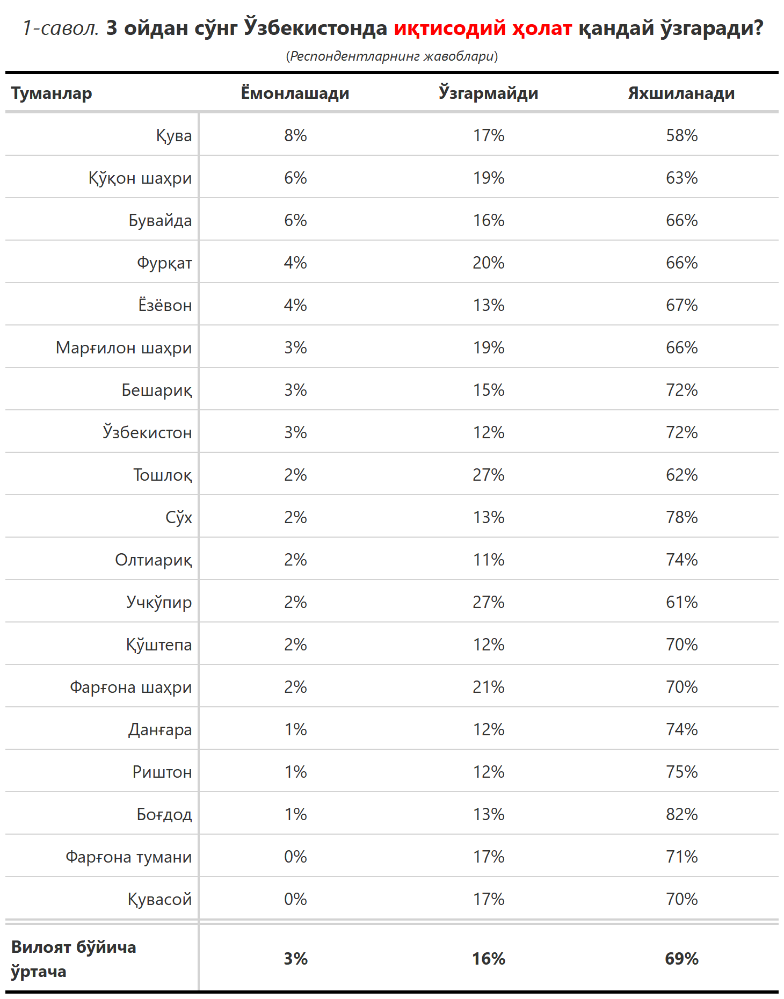 1-савол. 3 ойдан сўнг Ўзбекистонда иқтисодий ҳолат қандай ўзгаради?
(Респондентларнинг жавоблари)
Туманлар Ёмонлашади Ўзгармайди Яхшиланади
Қува 8% 17% 58%
Қўқон шаҳри 6% 19% 63%
Бувайда 6% 16% 66%
Фурқат 4% 20% 66%
Ёзёвон 4% 13% 67%
Марғилон шаҳри 3% 19% 66%
Бешариқ 3% 15% 72%
Ўзбекистон 3% 12% 72%
Тошлоқ 2% 27% 62%
Сўх 2% 13% 78%
Олтиариқ 2% 11% 74%
Учкўпир 2% 27% 61%
Қўштепа 2% 12% 70%
Фарғона шаҳри 2% 21% 70%
Данғара 1% 12% 74%
Риштон 1% 12% 75%
Боғдод 1% 13% 82%
Фарғона тумани 0% 17% 71%
Қувасой 0% 17% 70%
Вилоят бўйича
ўртача 3% 16% 69%